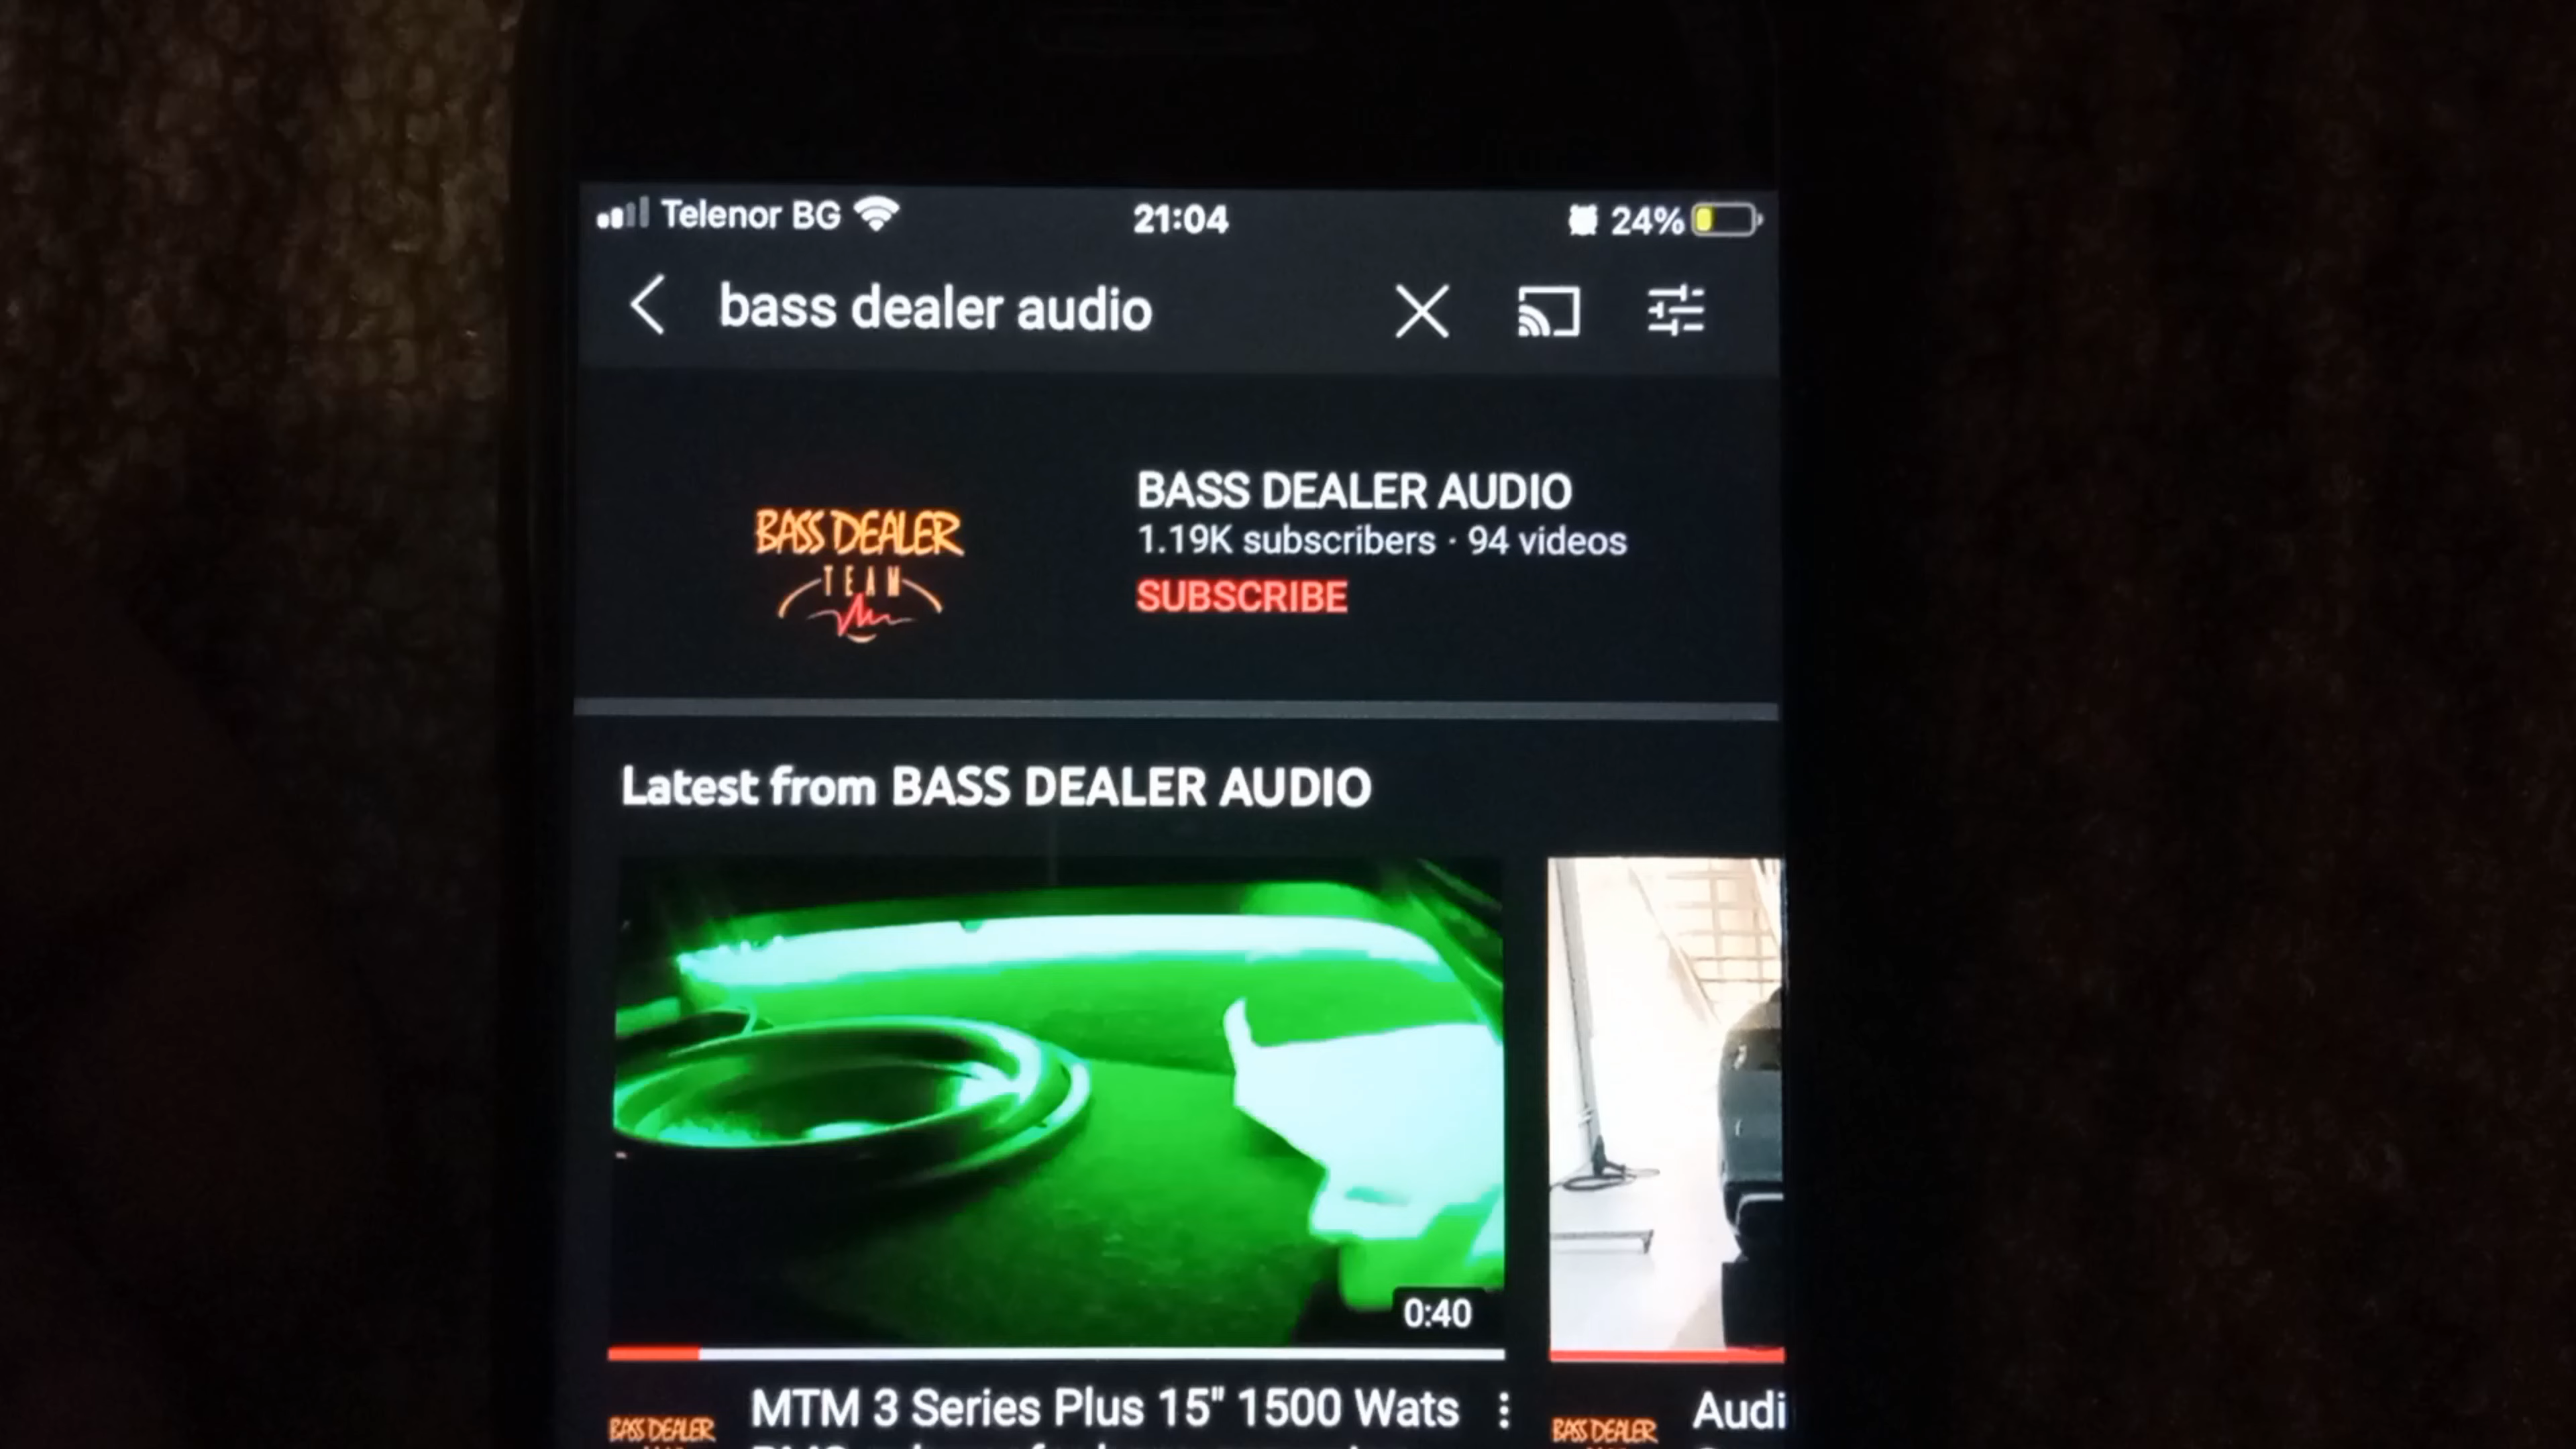 Telenor BG 21:04 24%
bass dealer audio
BASS DEALER
TEAM
BASS DEALER AUDIO
1.19K subscribers · 94 videos
SUBSCRIBE
Latest from BASS DEALER AUDIO
0:40
MTM 3 Series Plus 15" 1500 Wats
BASS DEALER
Audi
BASS DEALER